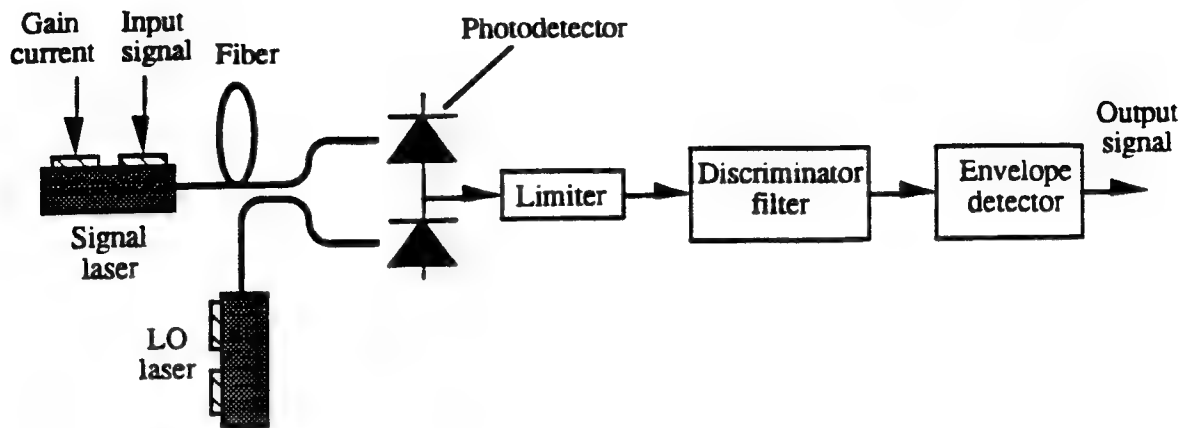 Gain
current
Input
signal
Fiber
Photodetector
Output
signal
Limiter
Discriminator
filter
Envelope
detector
Signal
laser
LO
laser